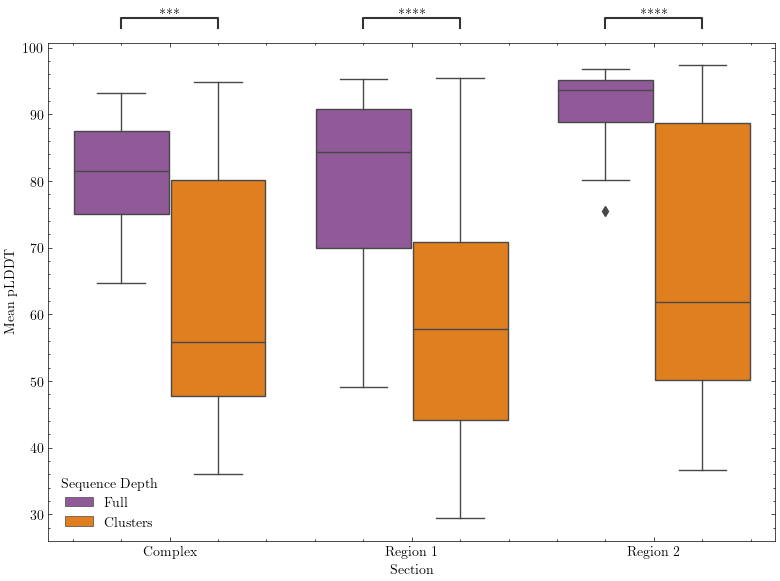 *** **** ****
100
90
80
70
60
50
40
30
Mean pLDDT
Sequence Depth
Full
Clusters
Complex Region 1 Region 2
Section